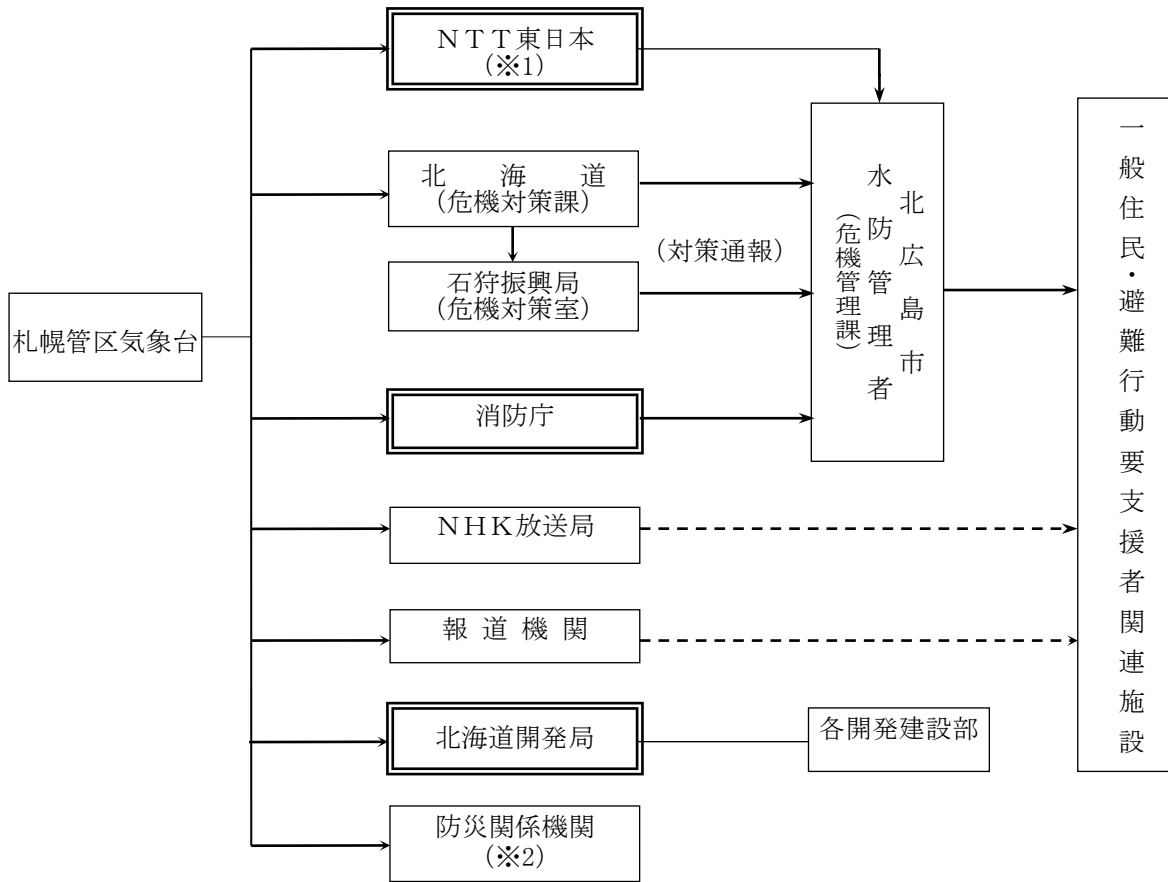 ＮＴＴ東日本
（※1）
北海道
（危機対策課）
（対策通報）
石狩振興局
（危機対策室）
札幌管区気象台
消防庁
北広島市
水防管理者
（危機管理課）
一般住民・避難行動要支援者関連施設
ＮＨＫ放送局
報道機関
北海道開発局
各開発建設部
防災関係機関
（※2）